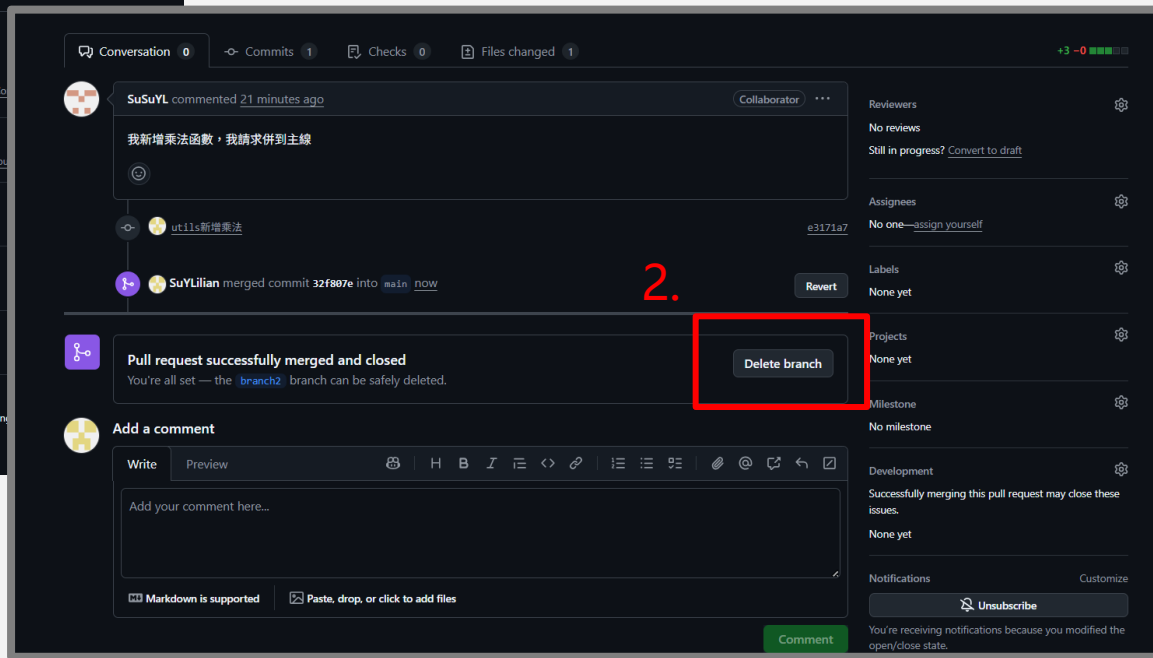 Conversation 0
Commits 1
Checks 0
Files changed 1
+3 −0
SuSuYL commented 21 minutes ago
Collaborator
我新增乘法函數，我請求併到主線
utils新增乘法
e3171a7
SuYLilian merged commit 32f807e into main now
Revert
2.
Pull request successfully merged and closed
You're all set — the branch2 branch can be safely deleted.
Delete branch
Add a comment
Write
Preview
Add your comment here...
Markdown is supported
Paste, drop, or click to add files
Comment
Reviewers
No reviews
Still in progress? Convert to draft
Assignees
No one—assign yourself
Labels
None yet
Projects
None yet
Milestone
No milestone
Development
Successfully merging this pull request may close these
issues.
None yet
Notifications
Customize
Unsubscribe
You're receiving notifications because you modified the
open/close state.